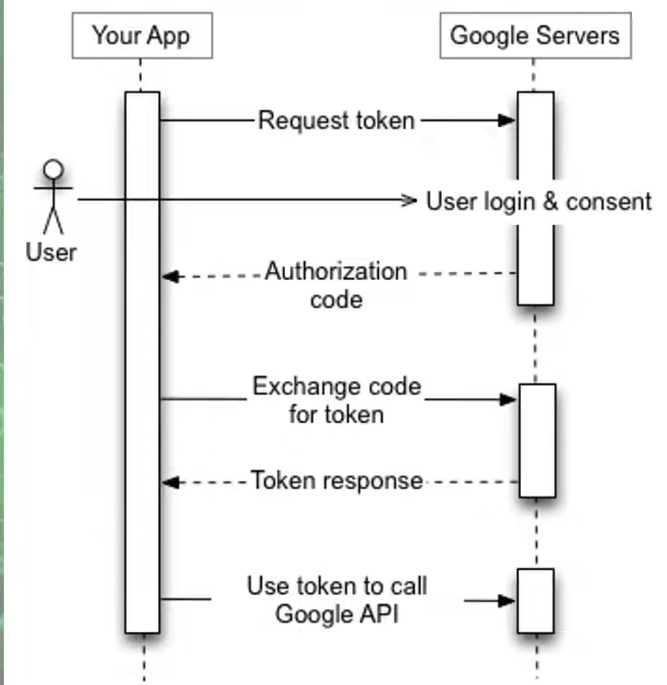 Your App
Google Servers
Request token
User login & consent
User
Authorization
code
Exchange code
for token
Token response
Use token to call
Google API